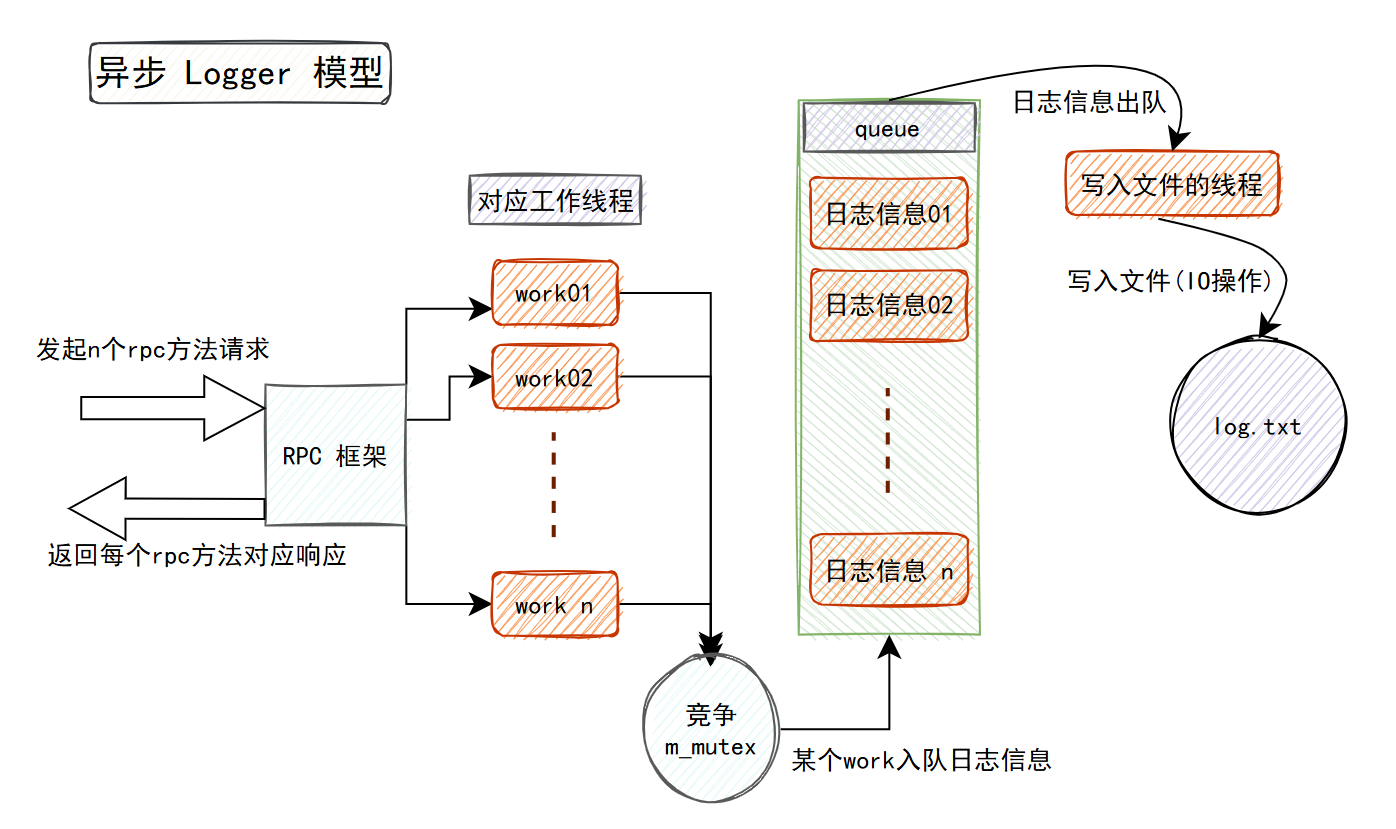 异步 Logger 模型
对应工作线程
work01
work02
work n
发起n个rpc方法请求
RPC 框架
返回每个rpc方法对应响应
竞争
m_mutex
某个work入队日志信息
queue
日志信息01
日志信息02
日志信息 n
日志信息出队
写入文件的线程
写入文件(IO操作)
log.txt